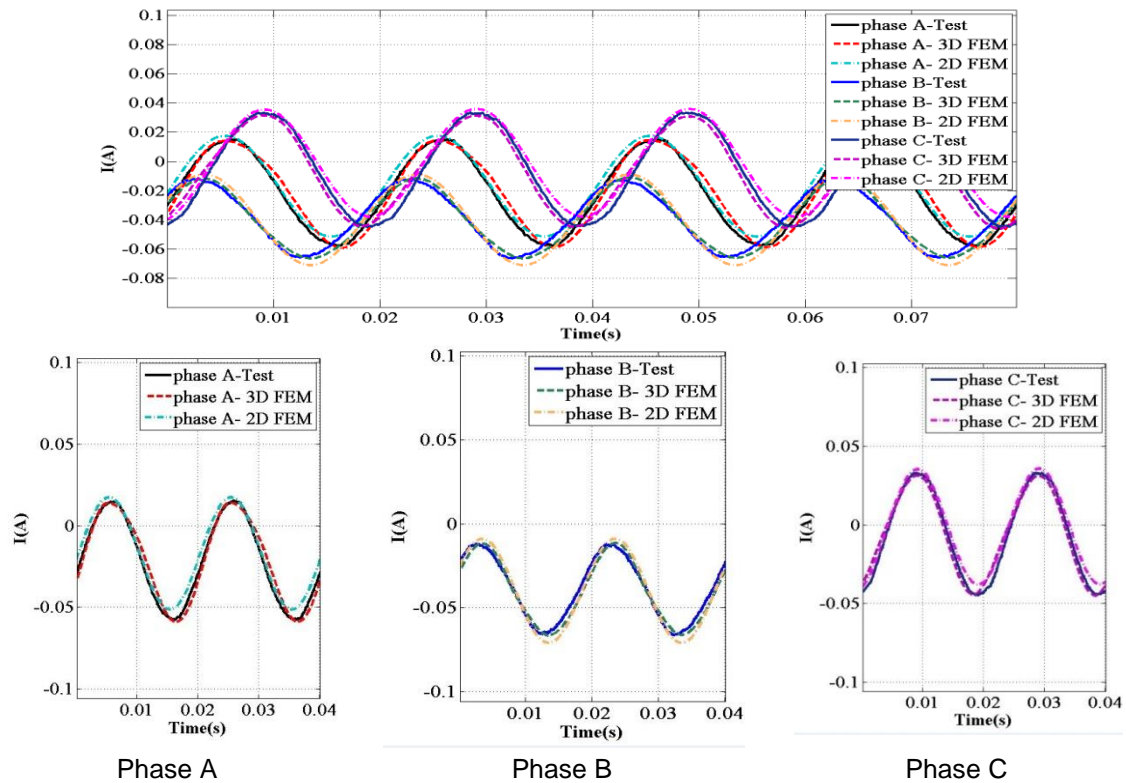 0.1
0.08
0.06
0.04
0.02
0
-0.02
-0.04
-0.06
-0.08
I(A)
0.01 0.02 0.03 0.04 0.05 0.06 0.07
Time(s)
phase A-Test
phase A- 3D FEM
phase A- 2D FEM
phase B-Test
phase B- 3D FEM
phase B- 2D FEM
phase C-Test
phase C- 3D FEM
phase C- 2D FEM
0.1
0.05
0
-0.05
-0.1
I(A)
0.01 0.02 0.03 0.04
Time(s)
phase A-Test
phase A- 3D FEM
phase A- 2D FEM
Phase A
0.1
0.05
0
-0.05
-0.1
I(A)
0.01 0.02 0.03 0.04
Time(s)
phase B-Test
phase B- 3D FEM
phase B- 2D FEM
Phase B
0.1
0.05
0
-0.05
-0.1
I(A)
0.01 0.02 0.03 0.04
Time(s)
phase C-Test
phase C- 3D FEM
phase C- 2D FEM
Phase C